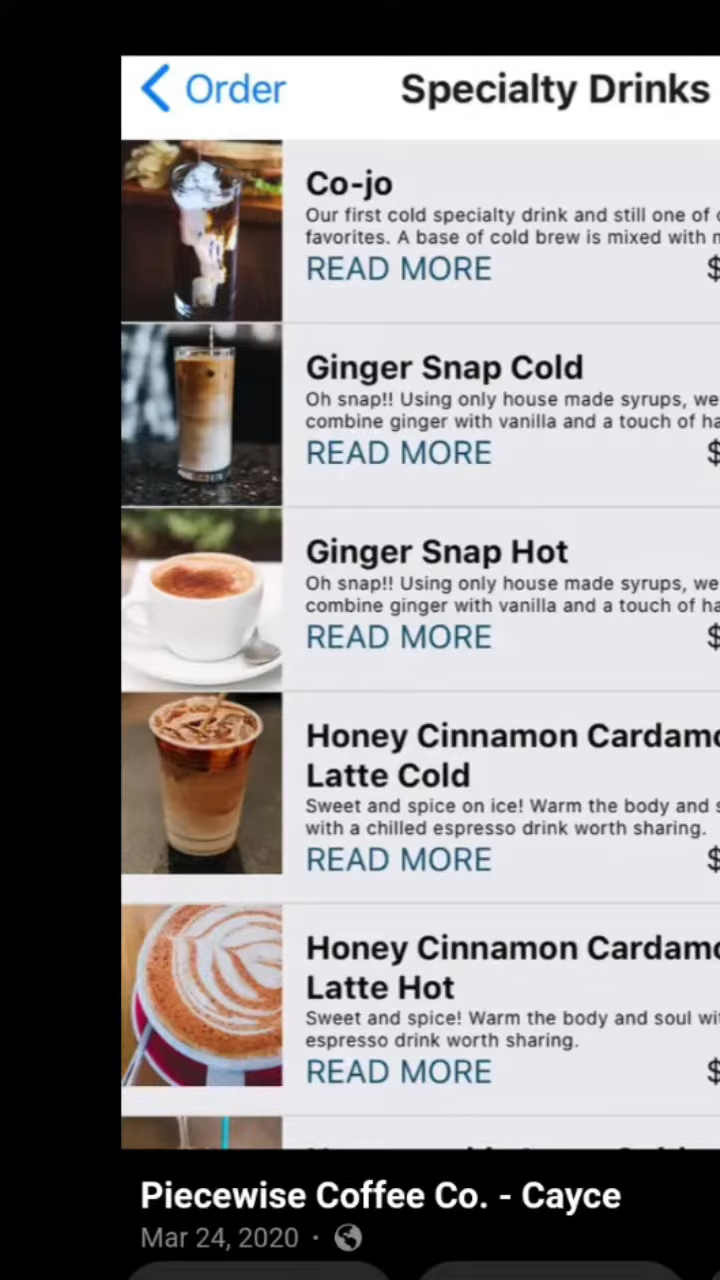 Order
Specialty Drinks
Co-jo
Our first cold specialty drink and still one of
favorites. A base of cold brew is mixed with
READ MORE
$
Ginger Snap Cold
Oh snap!! Using only house made syrups, we
combine ginger with vanilla and a touch of
READ MORE
$
Ginger Snap Hot
Oh snap!! Using only house made syrups, we
combine ginger with vanilla and a touch of
READ MORE
$
Honey Cinnamon
Latte Cold
Sweet and spice on ice! Warm the body and
with a chilled espresso drink worth sharing.
READ MORE
$
Honey Cinnamon
Latte Hot
Sweet and spice! Warm the body and soul
espresso drink worth sharing.
READ MORE
$
Piecewise Coffee Co. - Cayce
Mar 24, 2020 ·